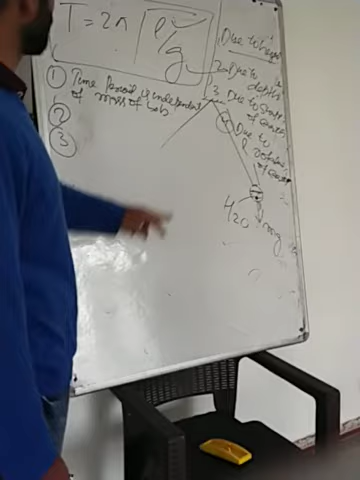 T = 2π √l/g
Due to height
2 Due to depth
3 Due to shape of earth
4 Due to rotation of earth
① Time Period is independent of mass of bob
②
③
l
H2O
mg